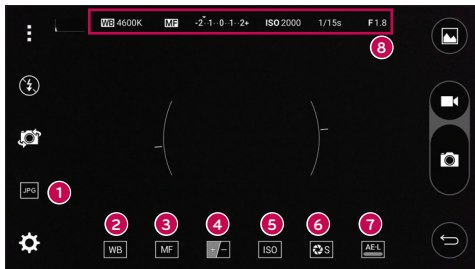 WB 4600K MF -2··1··0··1··2+ ISO 2000 1/15s F1.8
8
JPG 1
2 3 4 5 6 7
WB MF +/- ISO S AE-L